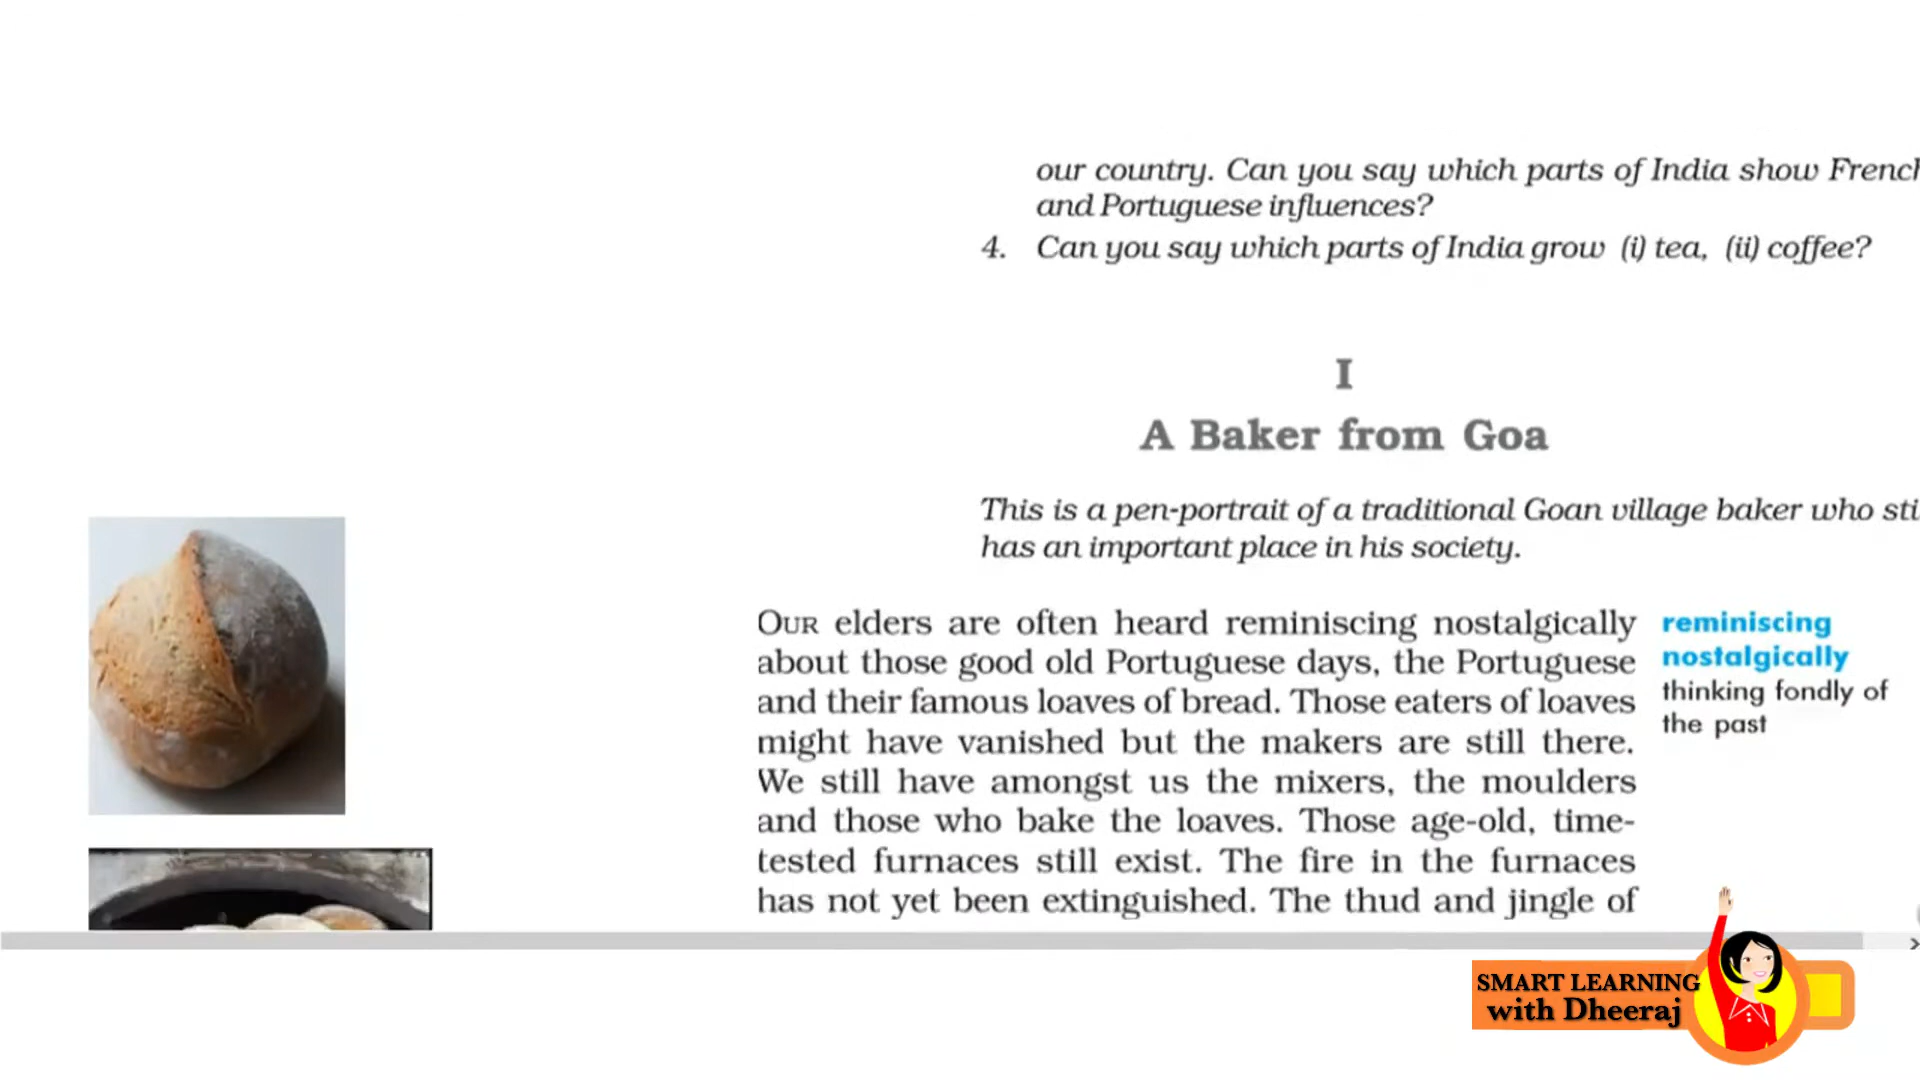 our country. Can you say which parts of India show French
and Portuguese influences?
4. Can you say which parts of India grow (i) tea, (ii) coffee?
I
A Baker from Goa
This is a pen-portrait of a traditional Goan village baker who sti
has an important place in his society.
OUR elders are often heard reminiscing nostalgically
about those good old Portuguese days, the Portuguese
and their famous loaves of bread. Those eaters of loaves
might have vanished but the makers are still there.
We still have amongst us the mixers, the moulders
and those who bake the loaves. Those age-old, time-
tested furnaces still exist. The fire in the furnaces
has not yet been extinguished. The thud and jingle of
reminiscing
nostalgically
thinking fondly of
the past
SMART LEARNING
with Dheeraj